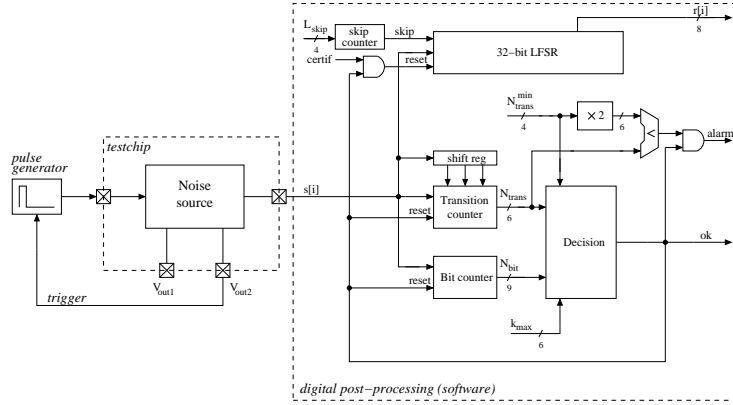 L_skip
4
skip
counter
skip
32−bit LFSR
r[i]
8
certif
reset
N_trans^min
4
× 2
6
<
alarm
pulse
generator
testchip
Noise
source
s[i]
shift reg
Transition
counter
N_trans
6
reset
Decision
ok
Bit counter
N_bit
9
reset
V_out1
V_out2
trigger
k_max
6
digital post−processing (software)